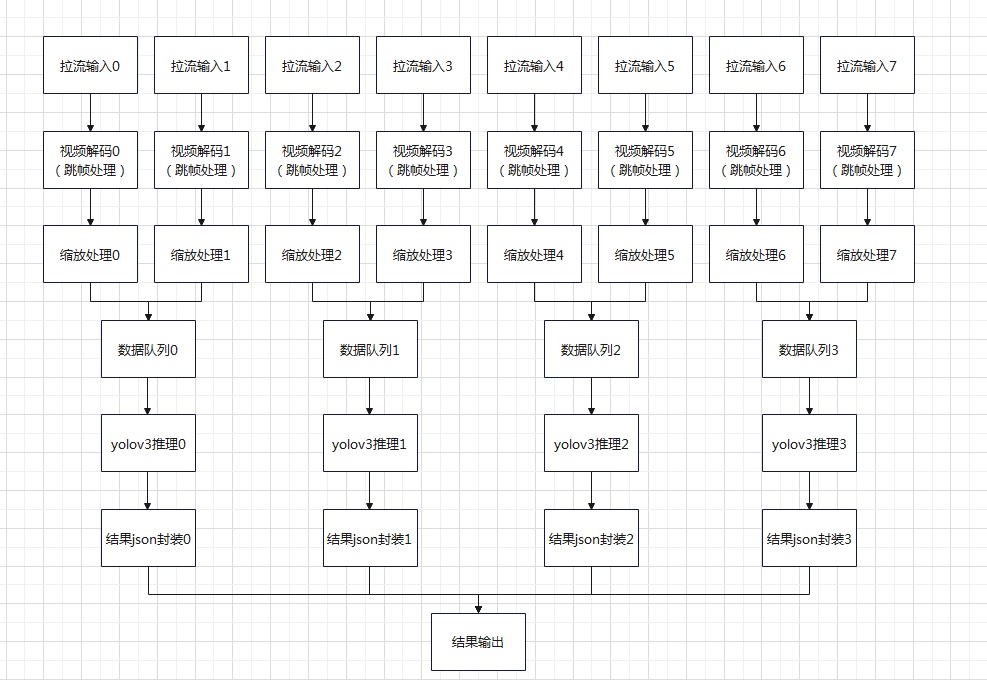 拉流输入0
拉流输入1
拉流输入2
拉流输入3
拉流输入4
拉流输入5
拉流输入6
拉流输入7
视频解码0
（跳帧处理）
视频解码1
（跳帧处理）
视频解码2
（跳帧处理）
视频解码3
（跳帧处理）
视频解码4
（跳帧处理）
视频解码5
（跳帧处理）
视频解码6
（跳帧处理）
视频解码7
（跳帧处理）
缩放处理0
缩放处理1
缩放处理2
缩放处理3
缩放处理4
缩放处理5
缩放处理6
缩放处理7
数据队列0
数据队列1
数据队列2
数据队列3
yolov3推理0
yolov3推理1
yolov3推理2
yolov3推理3
结果json封装0
结果json封装1
结果json封装2
结果json封装3
结果输出